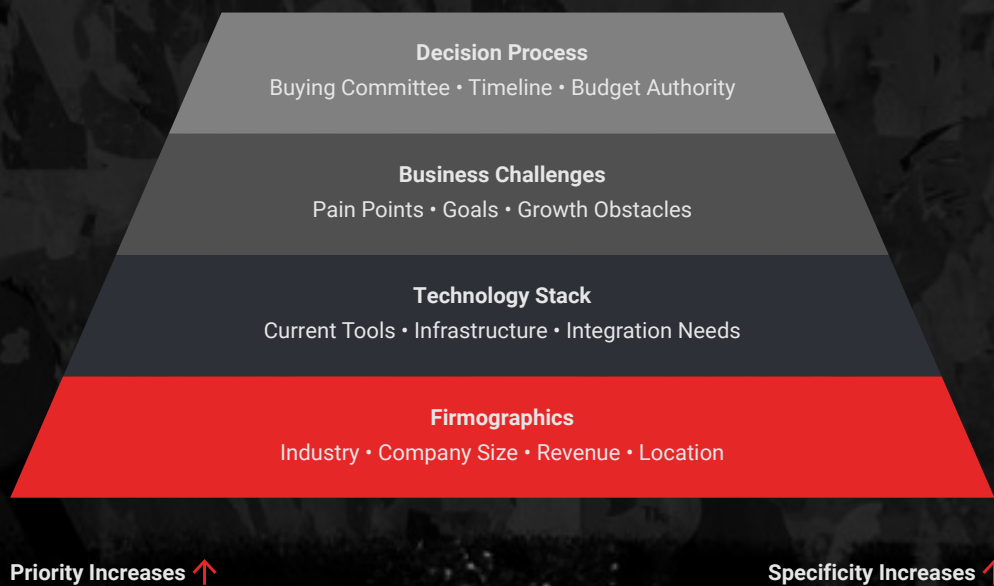 Decision Process
Buying Committee • Timeline • Budget Authority
Business Challenges
Pain Points • Goals • Growth Obstacles
Technology Stack
Current Tools • Infrastructure • Integration Needs
Firmographics
Industry • Company Size • Revenue • Location
Priority Increases ↑
Specificity Increases ↑